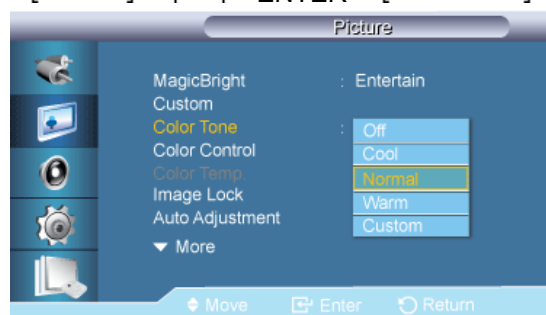 ENTER
Picture
MagicBright : Entertain
Custom
Color Tone : Off
Color Control Cool
Color Temp. Normal
Image Lock Warm
Auto Adjustment Custom
▼ More
Move Enter Return